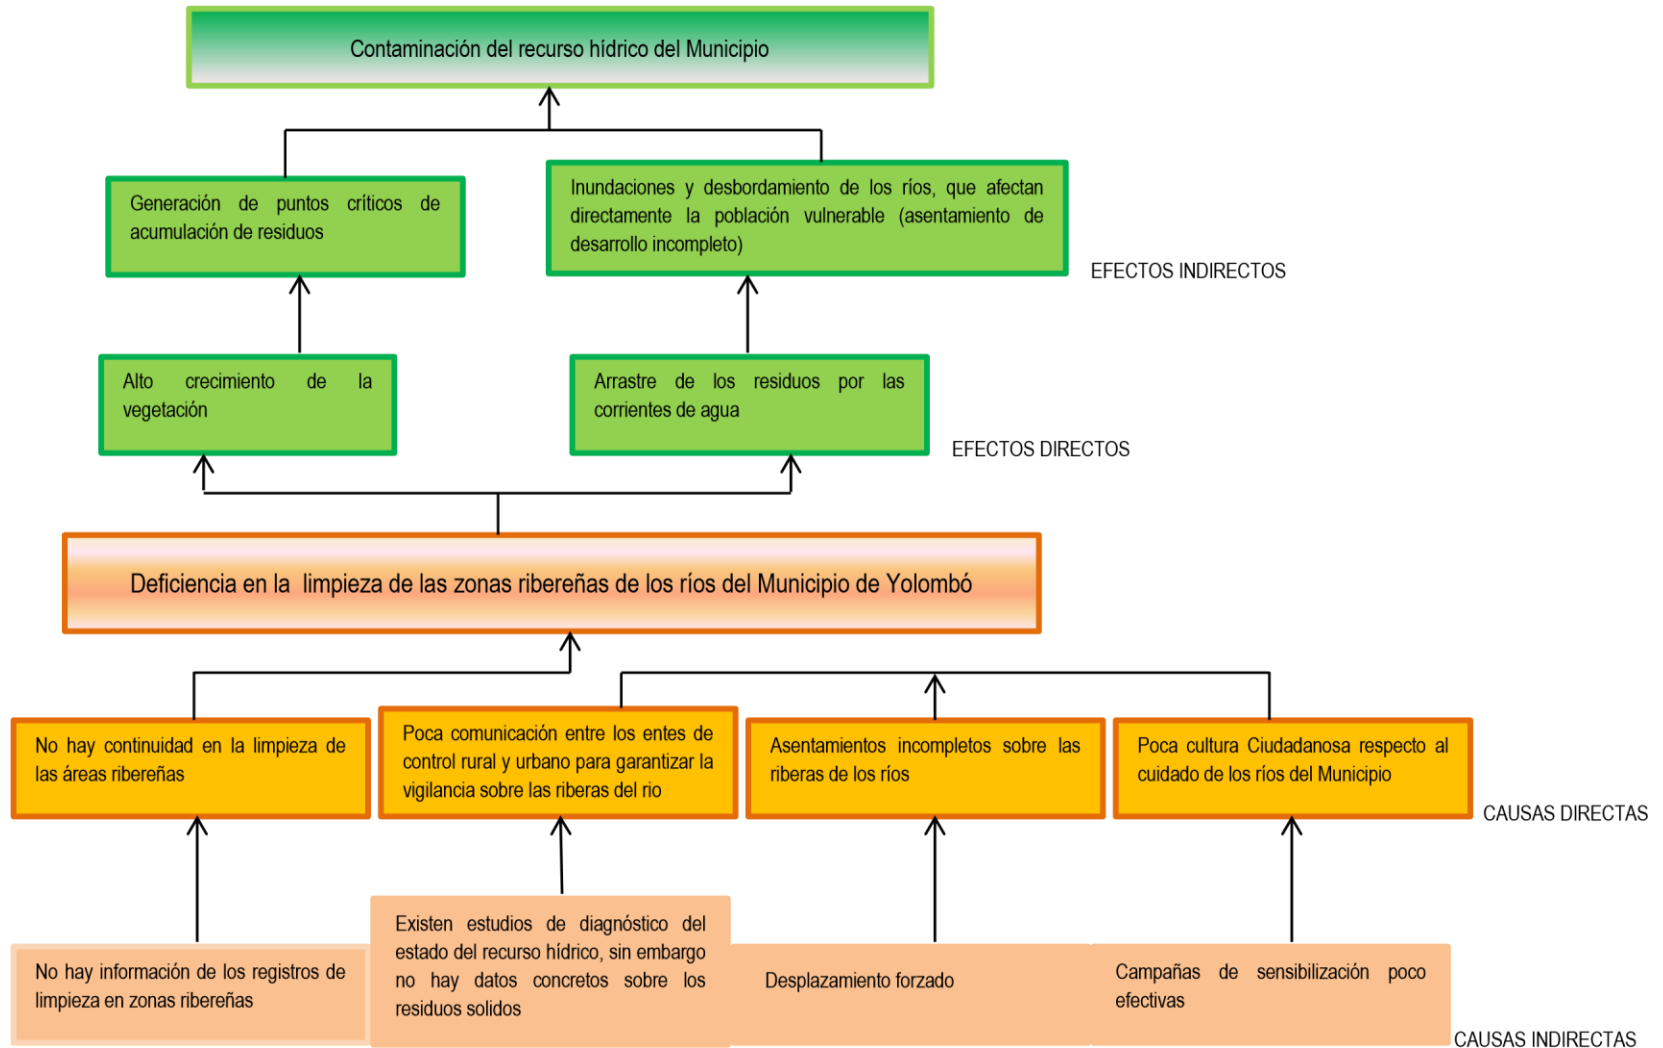 Contaminación del recurso hídrico del Municipio
Generación de puntos críticos de
acumulación de residuos
Inundaciones y desbordamiento de los ríos, que afectan
directamente la población vulnerable (asentamiento de
desarrollo incompleto)
EFECTOS INDIRECTOS
Alto crecimiento de la
vegetación
Arrastre de los residuos por las
corrientes de agua
EFECTOS DIRECTOS
Deficiencia en la limpieza de las zonas ribereñas de los ríos del Municipio de Yolombó
No hay continuidad en la limpieza de
las áreas ribereñas
Poca comunicación entre los entes de
control rural y urbano para garantizar la
vigilancia sobre las riberas del rio
Asentamientos incompletos sobre las
riberas de los ríos
Poca cultura Ciudadanosa respecto al
cuidado de los ríos del Municipio
CAUSAS DIRECTAS
No hay información de los registros de
limpieza en zonas ribereñas
Existen estudios de diagnóstico del
estado del recurso hídrico, sin embargo
no hay datos concretos sobre los
residuos solidos
Desplazamiento forzado
Campañas de sensibilización poco
efectivas
CAUSAS INDIRECTAS